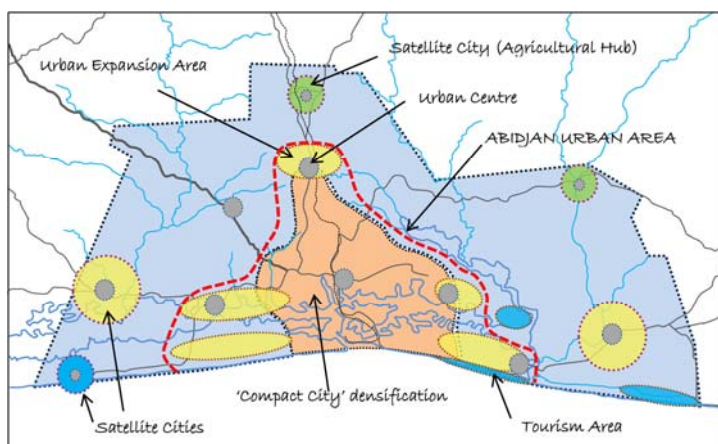 Satellite City (Agricultural Hub)
Urban Expansion Area
Urban Centre
ABIDJAN URBAN AREA
'Compact City' densification
Satellite Cities
Tourism Area